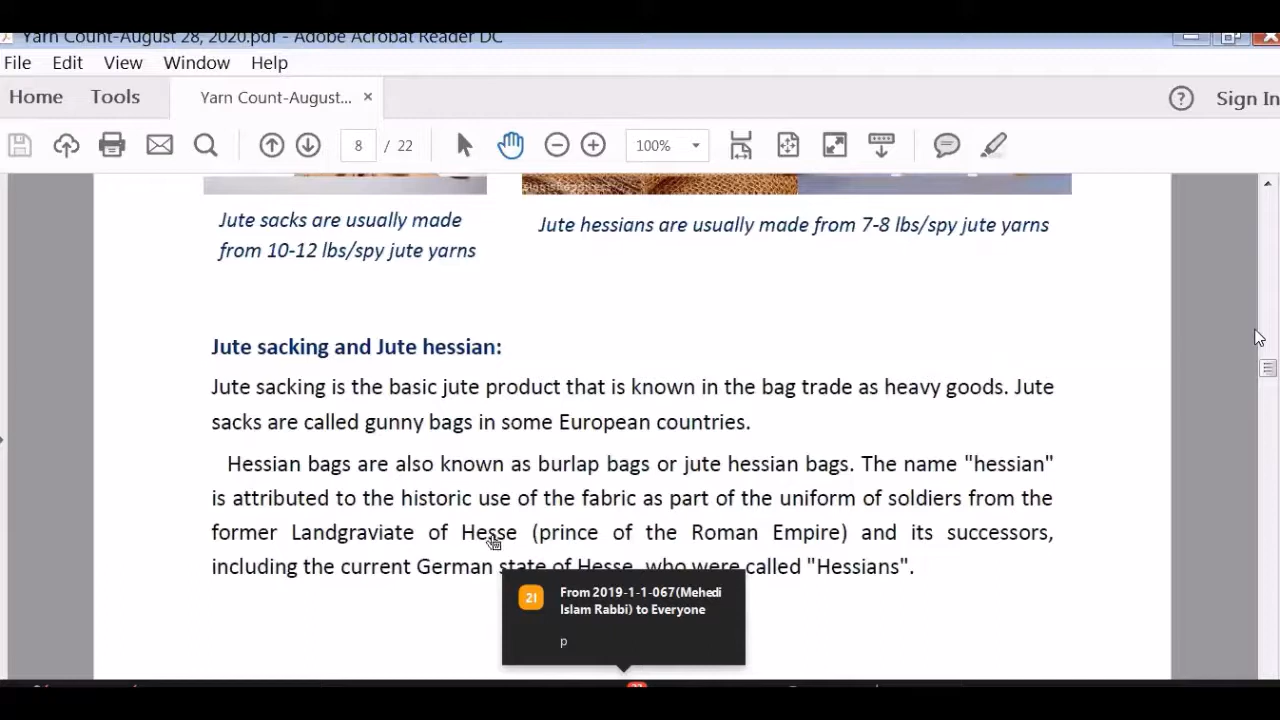 Yarn Count-August 28, 2020.pdf - Adobe Acrobat Reader DC
File Edit View Window Help
Home Tools Yarn Count-August... × Sign In
8 / 22 100%
Jute sacks are usually made
from 10-12 lbs/spy jute yarns
Jute hessians are usually made from 7-8 lbs/spy jute yarns
Jute sacking and Jute hessian:
Jute sacking is the basic jute product that is known in the bag trade as heavy goods. Jute
sacks are called gunny bags in some European countries.
Hessian bags are also known as burlap bags or jute hessian bags. The name "hessian"
is attributed to the historic use of the fabric as part of the uniform of soldiers from the
former Landgraviate of Hesse (prince of the Roman Empire) and its successors,
including the current German state of Hesse, who were called "Hessians".
2I
From 2019-1-1-067(Mehedi
Islam Rabbi) to Everyone
p